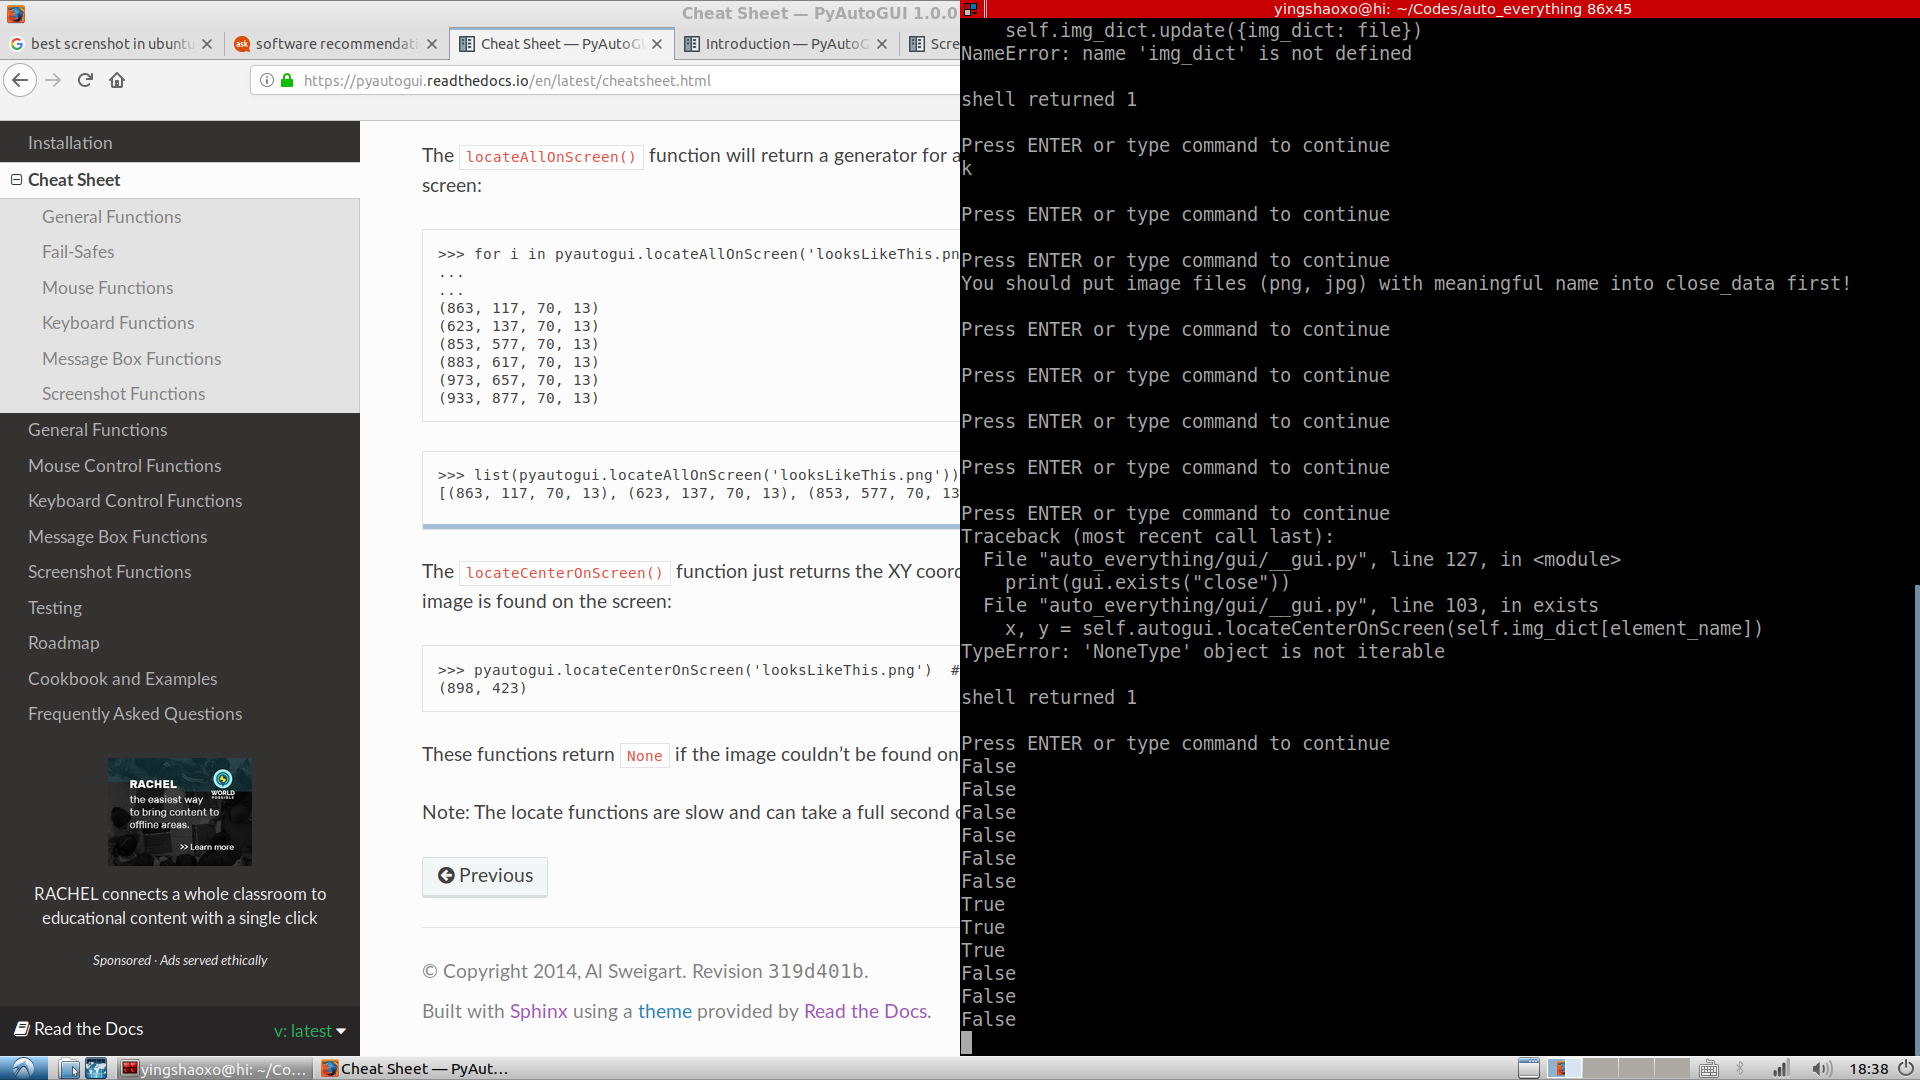 Cheat Sheet — PyAutoGUI 1.0.0
best screnshot in ubuntu
software recommendati
Cheat Sheet — PyAutoG
Introduction — PyAutoG
Scre
https://pyautogui.readthedocs.io/en/latest/cheatsheet.html
Installation
Cheat Sheet
General Functions
Fail-Safes
Mouse Functions
Keyboard Functions
Message Box Functions
Screenshot Functions
General Functions
Mouse Control Functions
Keyboard Control Functions
Message Box Functions
Screenshot Functions
Testing
Roadmap
Cookbook and Examples
Frequently Asked Questions
RACHEL
the easiest way
to bring content to
offline areas.
WORLD
POSSIBLE
>> Learn more
RACHEL connects a whole classroom to
educational content with a single click
Sponsored · Ads served ethically
Read the Docs
v: latest
The locateAllOnScreen() function will return a generator for a
screen:
>>> for i in pyautogui.locateAllOnScreen('looksLikeThis.pn
...
...
(863, 117, 70, 13)
(623, 137, 70, 13)
(853, 577, 70, 13)
(883, 617, 70, 13)
(973, 657, 70, 13)
(933, 877, 70, 13)
>>> list(pyautogui.locateAllOnScreen('looksLikeThis.png'))
[(863, 117, 70, 13), (623, 137, 70, 13), (853, 577, 70, 13
The locateCenterOnScreen() function just returns the XY coord
image is found on the screen:
>>> pyautogui.locateCenterOnScreen('looksLikeThis.png')  #
(898, 423)
These functions return None if the image couldn’t be found on
Note: The locate functions are slow and can take a full second o
Previous
© Copyright 2014, Al Sweigart. Revision 319d401b.
Built with Sphinx using a theme provided by Read the Docs.
yingshaoxo@hi: ~/Codes/auto_everything 86x45
self.img_dict.update({img_dict: file})
NameError: name 'img_dict' is not defined
shell returned 1
Press ENTER or type command to continue
k
Press ENTER or type command to continue
Press ENTER or type command to continue
You should put image files (png, jpg) with meaningful name into close_data first!
Press ENTER or type command to continue
Press ENTER or type command to continue
Press ENTER or type command to continue
Press ENTER or type command to continue
Press ENTER or type command to continue
Traceback (most recent call last):
File "auto_everything/gui/__gui.py", line 127, in <module>
print(gui.exists("close"))
File "auto_everything/gui/__gui.py", line 103, in exists
x, y = self.autogui.locateCenterOnScreen(self.img_dict[element_name])
TypeError: 'NoneType' object is not iterable
shell returned 1
Press ENTER or type command to continue
False
False
False
False
False
False
True
True
True
False
False
False
yingshaoxo@hi: ~/Co...
Cheat Sheet — PyAut...
18:38